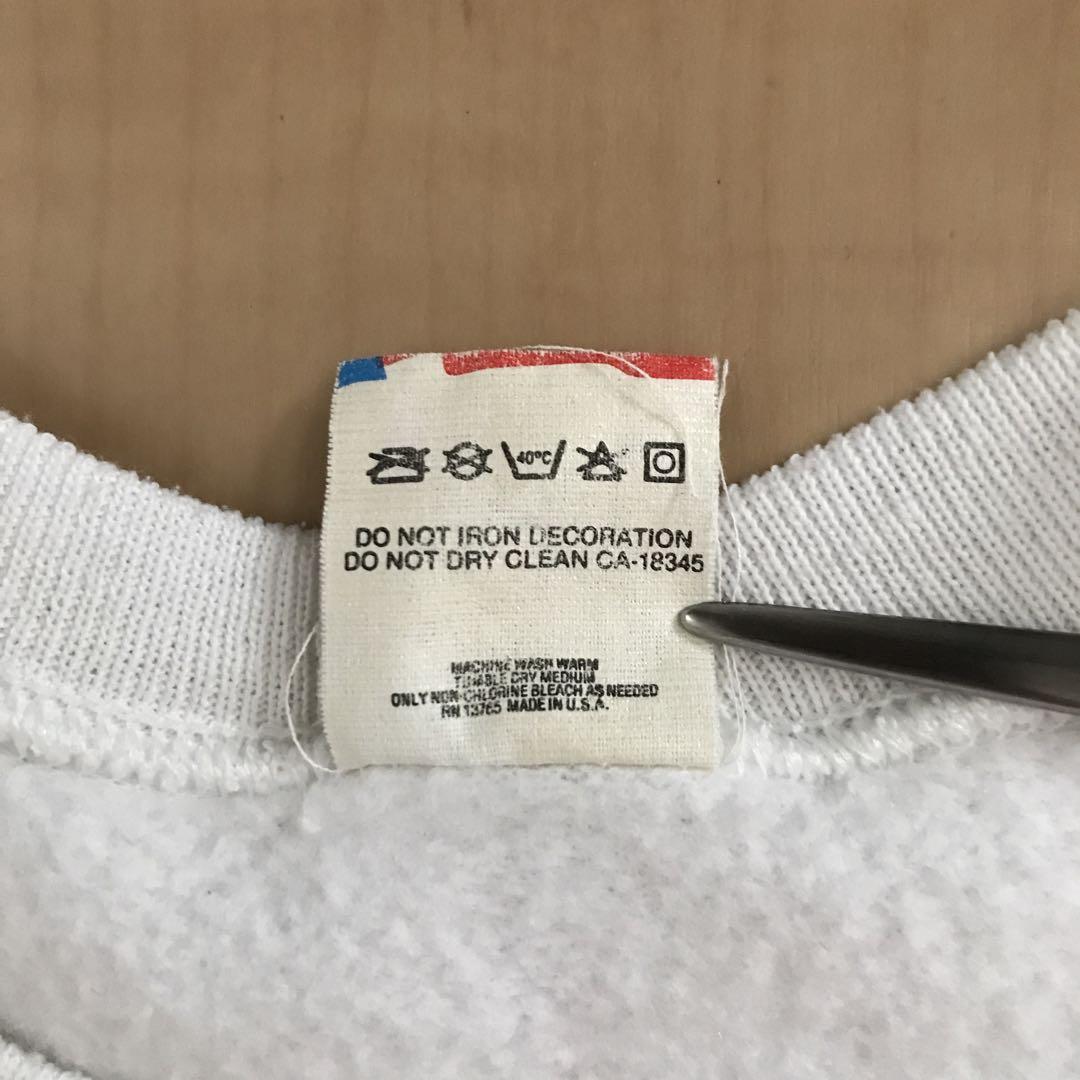 40°C
DO NOT IRON DECORATION
DO NOT DRY CLEAN CA-18345
MACHINE WASH WARM
TUMBLE DRY MEDIUM
ONLY NON-CHLORINE BLEACH AS NEEDED
RN 13765 MADE IN U.S.A.